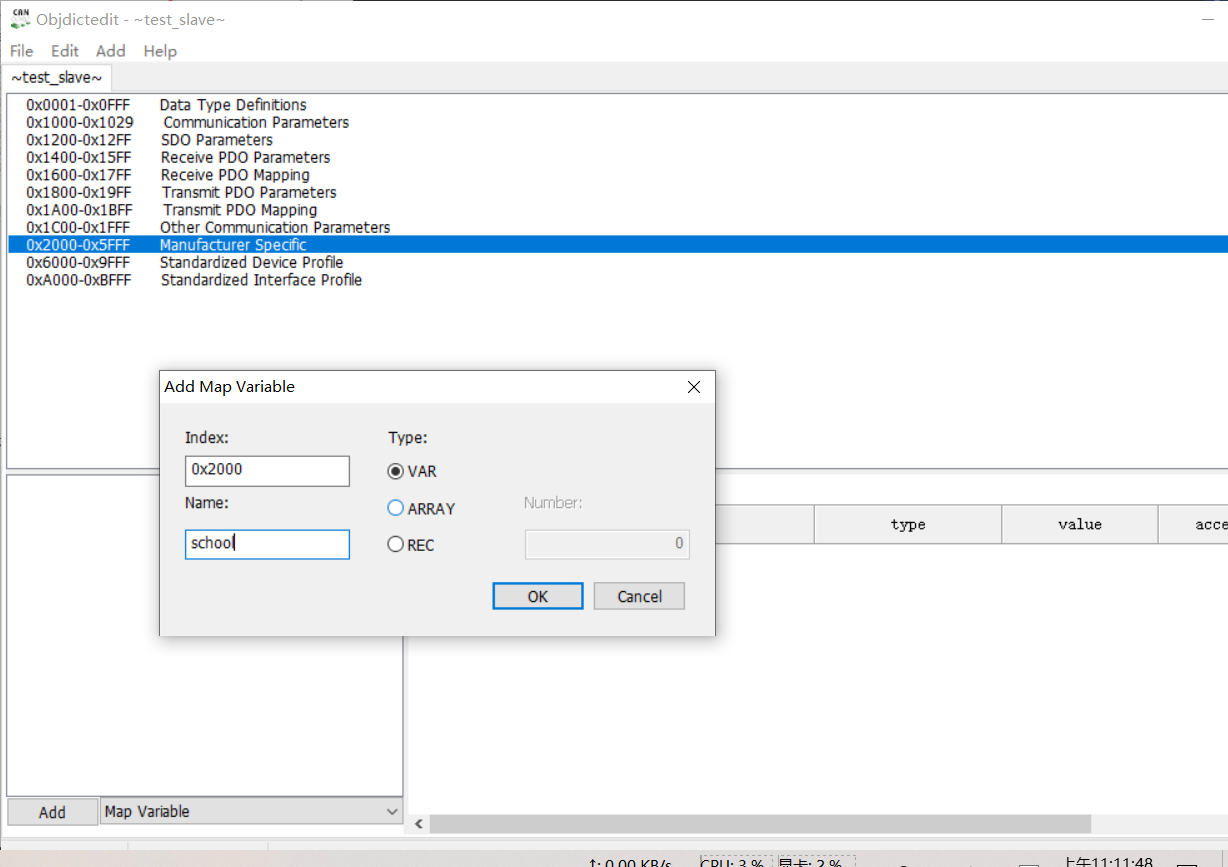 CAN
Objdictedit - ~test_slave~
File Edit Add Help
~test_slave~
0x0001-0x0FFF Data Type Definitions
0x1000-0x1029 Communication Parameters
0x1200-0x12FF SDO Parameters
0x1400-0x15FF Receive PDO Parameters
0x1600-0x17FF Receive PDO Mapping
0x1800-0x19FF Transmit PDO Parameters
0x1A00-0x1BFF Transmit PDO Mapping
0x1C00-0x1FFF Other Communication Parameters
0x2000-0x5FFF Manufacturer Specific
0x6000-0x9FFF Standardized Device Profile
0xA000-0xBFFF Standardized Interface Profile
Add Map Variable
Index: Type:
0x2000 VAR
Name: ARRAY Number:
school REC 0
OK Cancel
type value acce
Add Map Variable
↑: 0.00 KB/s CPU: 3 % 显卡: 2 % 上午11:11:48